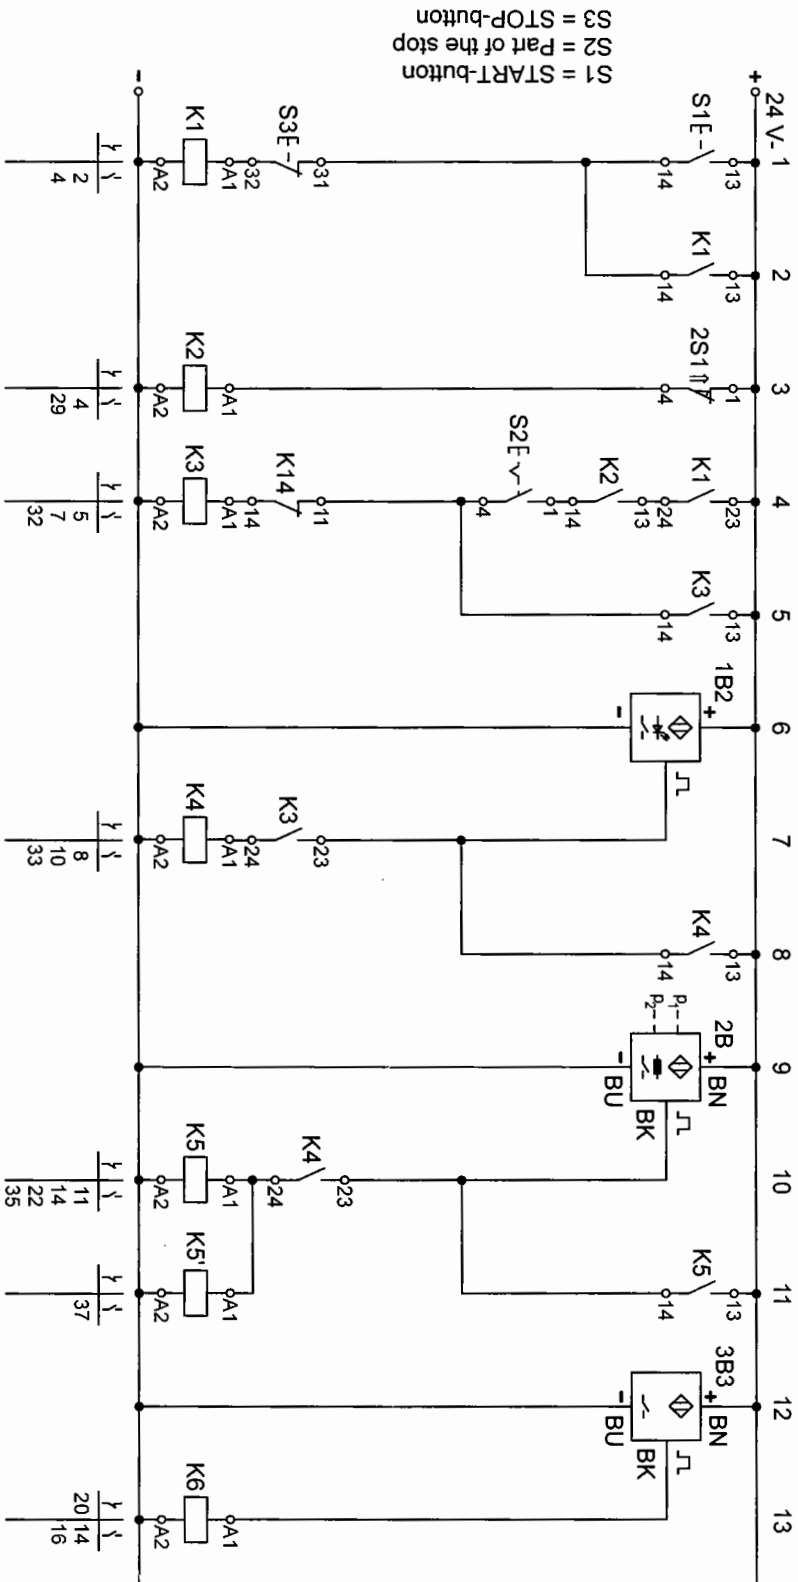 S1 = START-button
S2 = Part of the stop
S3 = STOP-button
24 V-
1 2 3 4 5 6 7 8 9 10 11 12 13
+
S1E
13
14
K1
13
14
S3E
31
32
K1
A1
A2
2
4
2S1
1
4
K2
A1
A2
4
29
K1
23
24
K2
13
14
S2E
1
4
K14
11
14
K3
A1
A2
5
7
32
K3
13
14
1B2
+
-
K3
23
24
K4
A1
A2
8
10
33
K4
13
14
2B
p1
p2
+ BN
BK
- BU
K4
23
24
K5
A1
A2
11
14
22
35
K5'
A1
A2
37
K5
13
14
3B3
+ BN
BK
- BU
K6
A1
A2
20 14
16
-